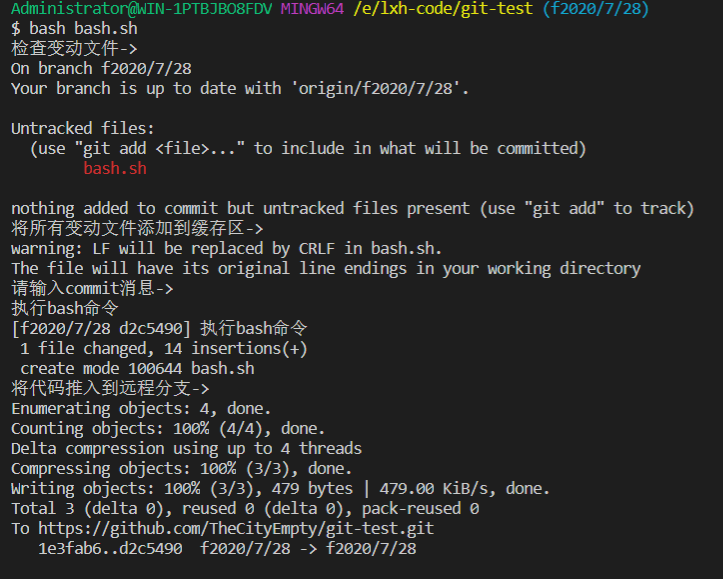 Administrator@WIN-1PTBJBO8FDV MINGW64 /e/lxh-code/git-test (f2020/7/28)
$ bash bash.sh
检查变动文件->
On branch f2020/7/28
Your branch is up to date with 'origin/f2020/7/28'.
Untracked files:
(use "git add <file>..." to include in what will be committed)
bash.sh
nothing added to commit but untracked files present (use "git add" to track)
将所有变动文件添加到缓存区->
warning: LF will be replaced by CRLF in bash.sh.
The file will have its original line endings in your working directory
请输入commit消息->
执行bash命令
[f2020/7/28 d2c5490] 执行bash命令
1 file changed, 14 insertions(+)
create mode 100644 bash.sh
将代码推入到远程分支->
Enumerating objects: 4, done.
Counting objects: 100% (4/4), done.
Delta compression using up to 4 threads
Compressing objects: 100% (3/3), done.
Writing objects: 100% (3/3), 479 bytes | 479.00 KiB/s, done.
Total 3 (delta 0), reused 0 (delta 0), pack-reused 0
To https://github.com/TheCityEmpty/git-test.git
1e3fab6..d2c5490  f2020/7/28 -> f2020/7/28